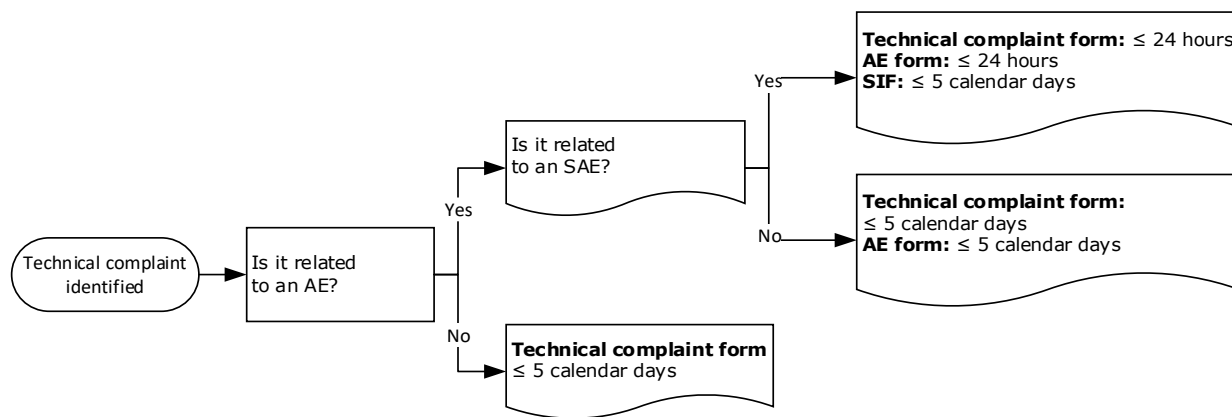 Technical complaint
identified
Is it related
to an AE?
Yes
No
Is it related
to an SAE?
Technical complaint form
≤ 5 calendar days
Yes
No
Technical complaint form: ≤ 24 hours
AE form: ≤ 24 hours
SIF: ≤ 5 calendar days
Technical complaint form:
≤ 5 calendar days
AE form: ≤ 5 calendar days